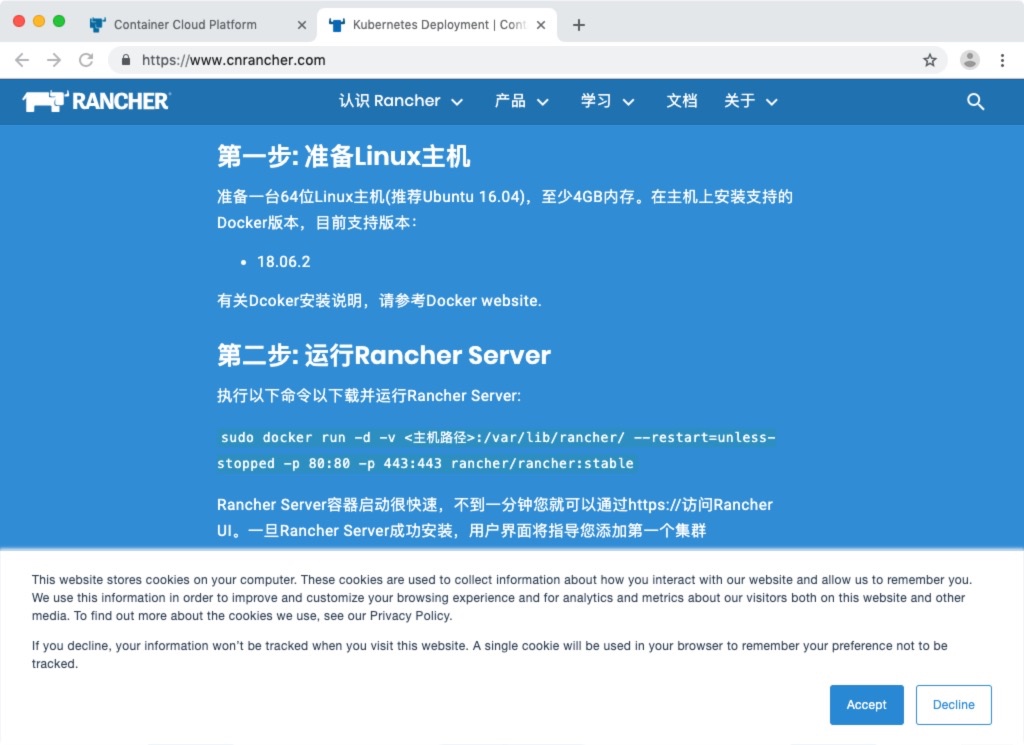 Container Cloud Platform
Kubernetes Deployment | Cont
https://www.cnrancher.com
RANCHER
认识 Rancher 产品 学习 文档 关于
第一步: 准备Linux主机
准备一台64位Linux主机(推荐Ubuntu 16.04)，至少4GB内存。在主机上安装支持的
Docker版本，目前支持版本：
• 18.06.2
有关Dcoker安装说明，请参考Docker website.
第二步: 运行Rancher Server
执行以下命令以下载并运行Rancher Server:
sudo docker run -d -v <主机路径>:/var/lib/rancher/ --restart=unless-
stopped -p 80:80 -p 443:443 rancher/rancher:stable
Rancher Server容器启动很快速，不到一分钟您就可以通过https://访问Rancher
UI。一旦Rancher Server成功安装，用户界面将指导您添加第一个集群
This website stores cookies on your computer. These cookies are used to collect information about how you interact with our website and allow us to remember you.
We use this information in order to improve and customize your browsing experience and for analytics and metrics about our visitors both on this website and other
media. To find out more about the cookies we use, see our Privacy Policy.
If you decline, your information won’t be tracked when you visit this website. A single cookie will be used in your browser to remember your preference not to be
tracked.
Accept Decline